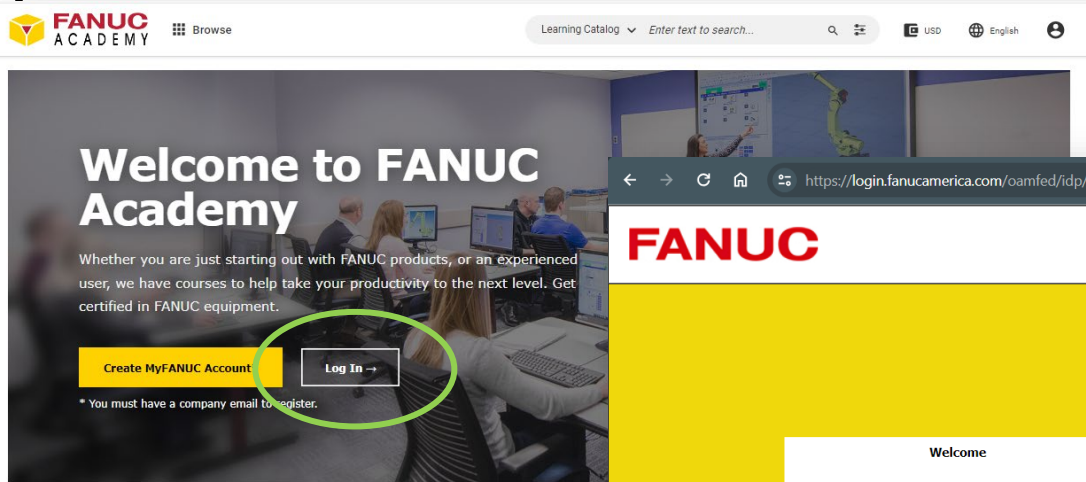 FANUC
ACADEMY
Browse
Learning Catalog
Enter text to search...
USD
English
Welcome to FANUC
Academy
Whether you are just starting out with FANUC products, or an experienced
user, we have courses to help take your productivity to the next level. Get
certified in FANUC equipment.
Create MyFANUC Account
Log In →
* You must have a company email to register.
https://login.fanucamerica.com/oamfed/idp/
FANUC
Welcome